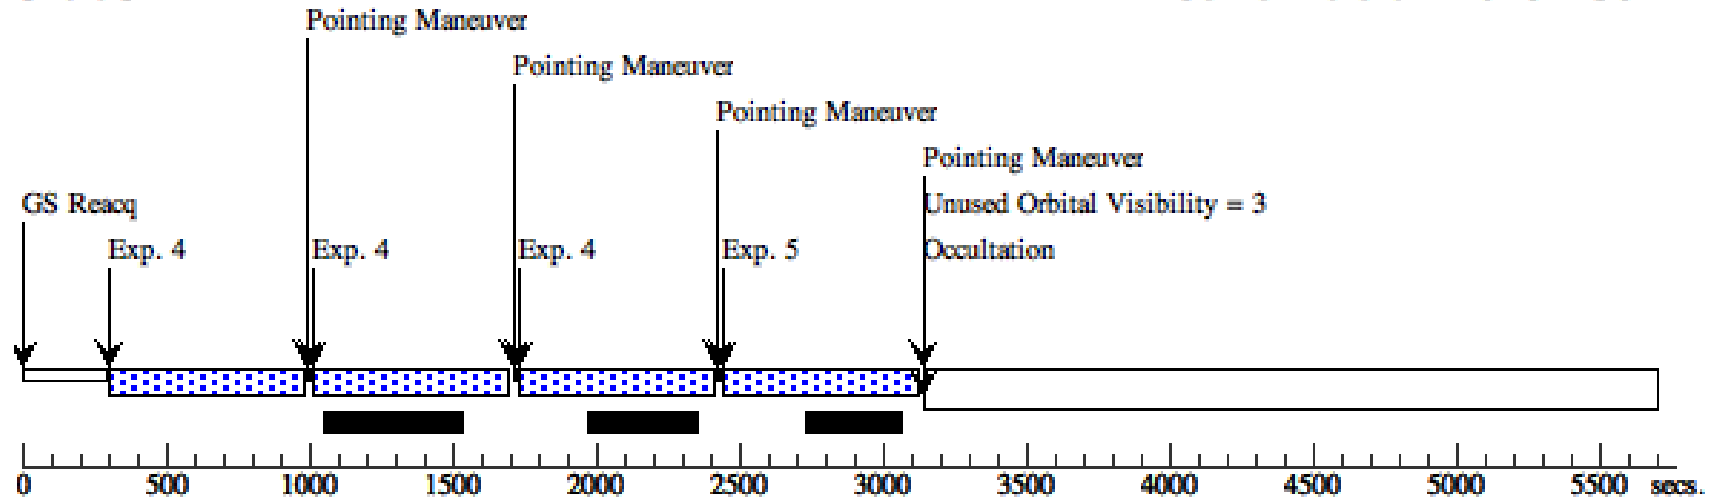 Pointing Maneuver
Pointing Maneuver
Pointing Maneuver
Pointing Maneuver
GS Reacq
Unused Orbital Visibility = 3
Exp. 4
Exp. 4
Exp. 4
Exp. 5
Occultation
0 500 1000 1500 2000 2500 3000 3500 4000 4500 5000 5500 secs.